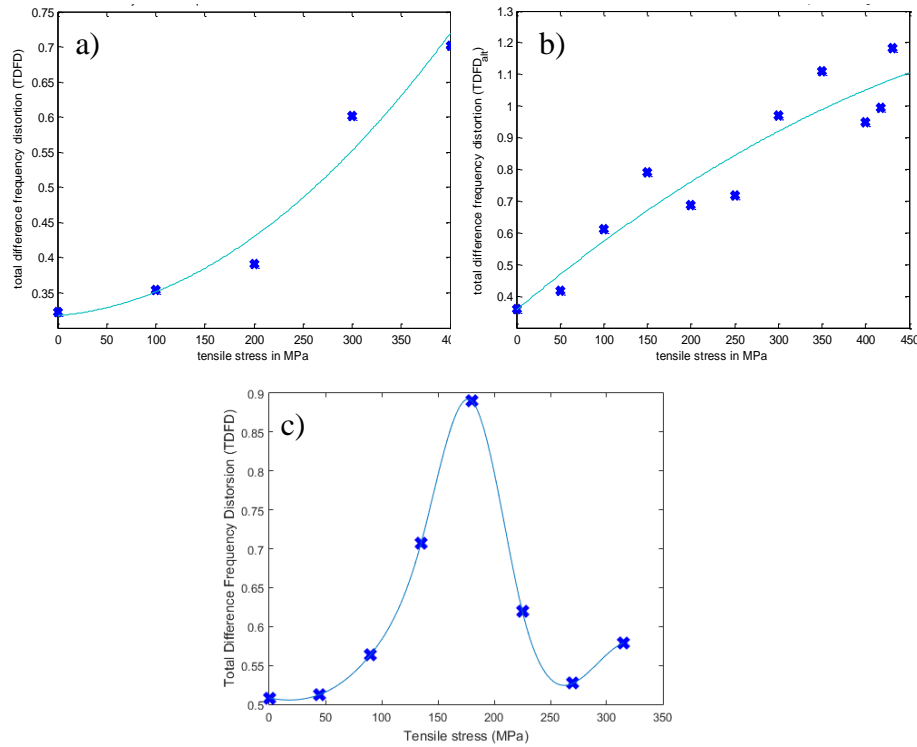 a)
total difference frequency distortion (TDFD)
0.75
0.7
0.65
0.6
0.55
0.5
0.45
0.4
0.35
0 50 100 150 200 250 300 350 40
tensile stress in MPa
b)
total difference frequency distortion (TDFD_alt)
1.3
1.2
1.1
1
0.9
0.8
0.7
0.6
0.5
0.4
0 50 100 150 200 250 300 350 400 450
tensile stress in MPa
c)
Total Difference Frequency Distorsion (TDFD)
0.9
0.85
0.8
0.75
0.7
0.65
0.6
0.55
0.5
0 50 100 150 200 250 300 350
Tensile stress (MPa)